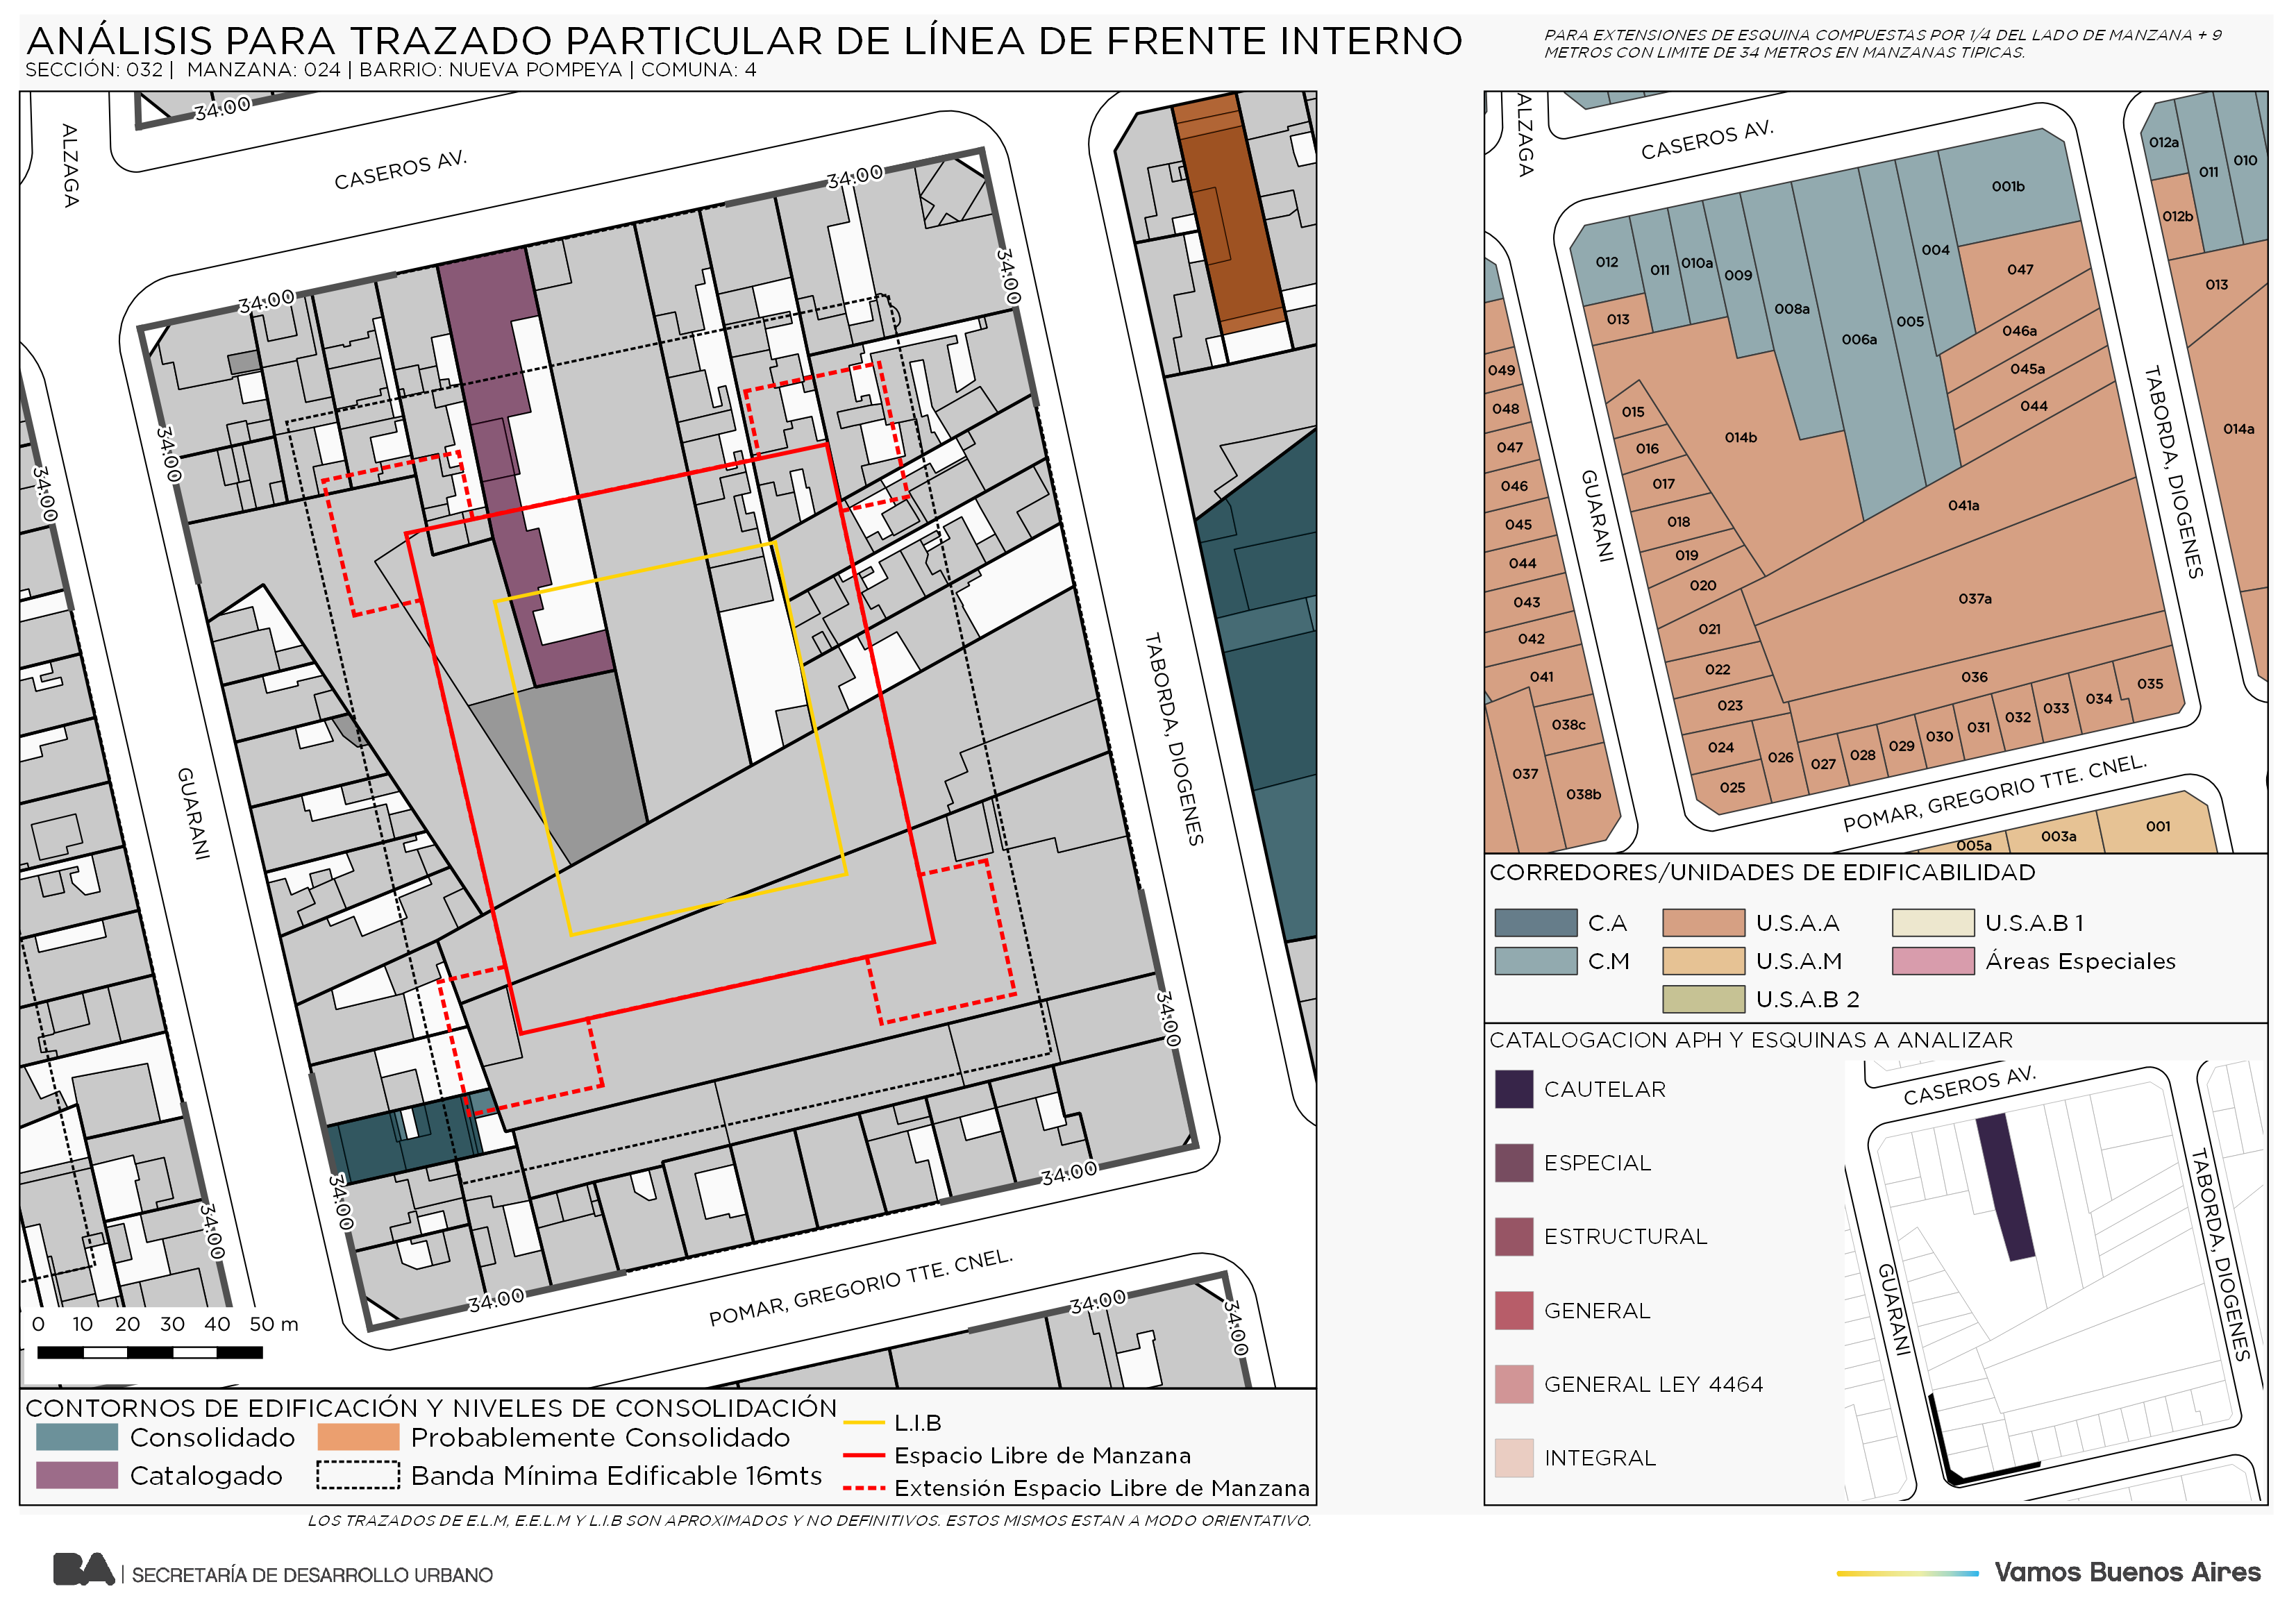 ANÁLISIS PARA TRAZADO PARTICULAR DE LÍNEA DE FRENTE INTERNO
SECCIÓN: 032 | MANZANA: 024 | BARRIO: NUEVA POMPEYA | COMUNA: 4
PARA EXTENSIONES DE ESQUINA COMPUESTAS POR 1/4 DEL LADO DE MANZANA + 9
METROS CON LIMITE DE 34 METROS EN MANZANAS TIPICAS.
34:00
ALZAGA
CASEROS AV.
34:00
34:00
34:00
34:00
34:00
GUARANI
TABORDA, DIOGENES
34:00
34:00
34:00
34:00
34:00
POMAR, GREGORIO TTE. CNEL.
34:00
34:00
0 10 20 30 40 50 m
CONTORNOS DE EDIFICACIÓN Y NIVELES DE CONSOLIDACIÓN
Consolidado
Probablemente Consolidado
Catalogado
Banda Mínima Edificable 16mts
L.I.B
Espacio Libre de Manzana
Extensión Espacio Libre de Manzana
ALZAGA
CASEROS AV.
012a
011
010
012b
013
014a
001b
004
047
012
011
010a
009
008a
006a
005
013
046a
045a
044
014b
015
016
017
018
019
020
041a
037a
021
022
023
024
025
026
036
027
028
029
030
031
032
033
034
035
049
048
047
046
045
044
043
042
041
038c
037
038b
GUARANI
TABORDA, DIOGENES
POMAR, GREGORIO TTE. CNEL.
005a
003a
001
CORREDORES/UNIDADES DE EDIFICABILIDAD
C.A
U.S.A.A
U.S.A.B 1
C.M
U.S.A.M
Áreas Especiales
U.S.A.B 2
CATALOGACION APH Y ESQUINAS A ANALIZAR
CAUTELAR
ESPECIAL
ESTRUCTURAL
GENERAL
GENERAL LEY 4464
INTEGRAL
CASEROS AV.
TABORDA, DIOGENES
GUARANI
LOS TRAZADOS DE E.L.M, E.E.L.M Y L.I.B SON APROXIMADOS Y NO DEFINITIVOS. ESTOS MISMOS ESTAN A MODO ORIENTATIVO.
BA | SECRETARÍA DE DESARROLLO URBANO
Vamos Buenos Aires